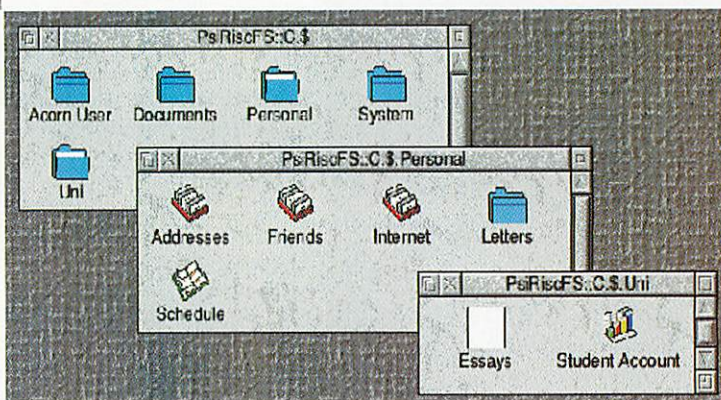 PsiRiscFS::C.$
Acorn User Documents Personal System
Uni
PsiRiscFS::C.$.Personal
Addresses Friends Internet Letters
Schedule
PsiRiscFS::C.$.Uni
Essays Student Account